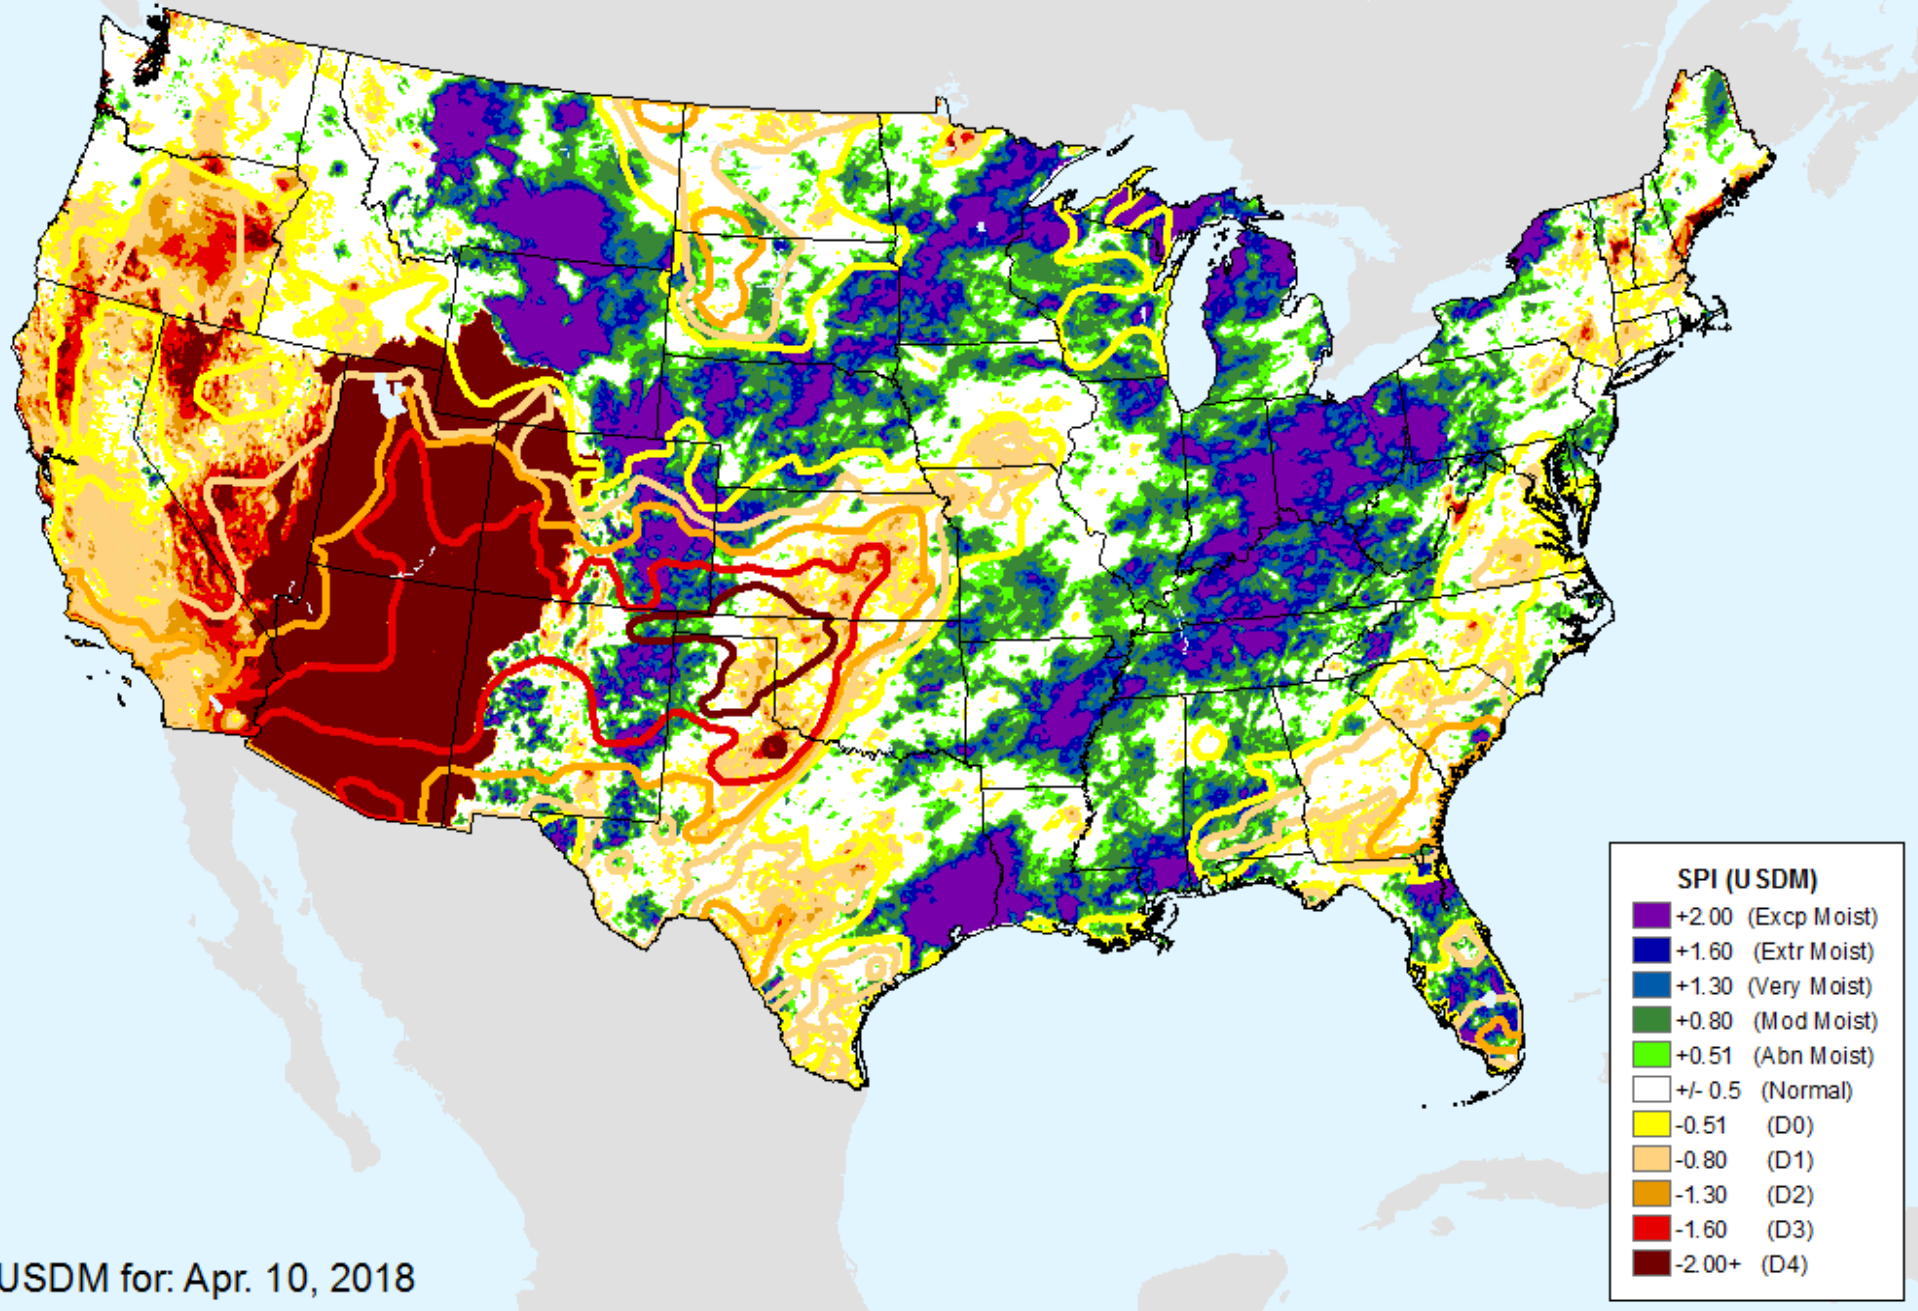 SPI (USDM)
+2.00 (Excp Moist)
+1.60 (Extr Moist)
+1.30 (Very Moist)
+0.80 (Mod Moist)
+0.51 (Abn Moist)
+/- 0.5 (Normal)
-0.51 (D0)
-0.80 (D1)
-1.30 (D2)
-1.60 (D3)
-2.00+ (D4)
USDM for: Apr. 10, 2018